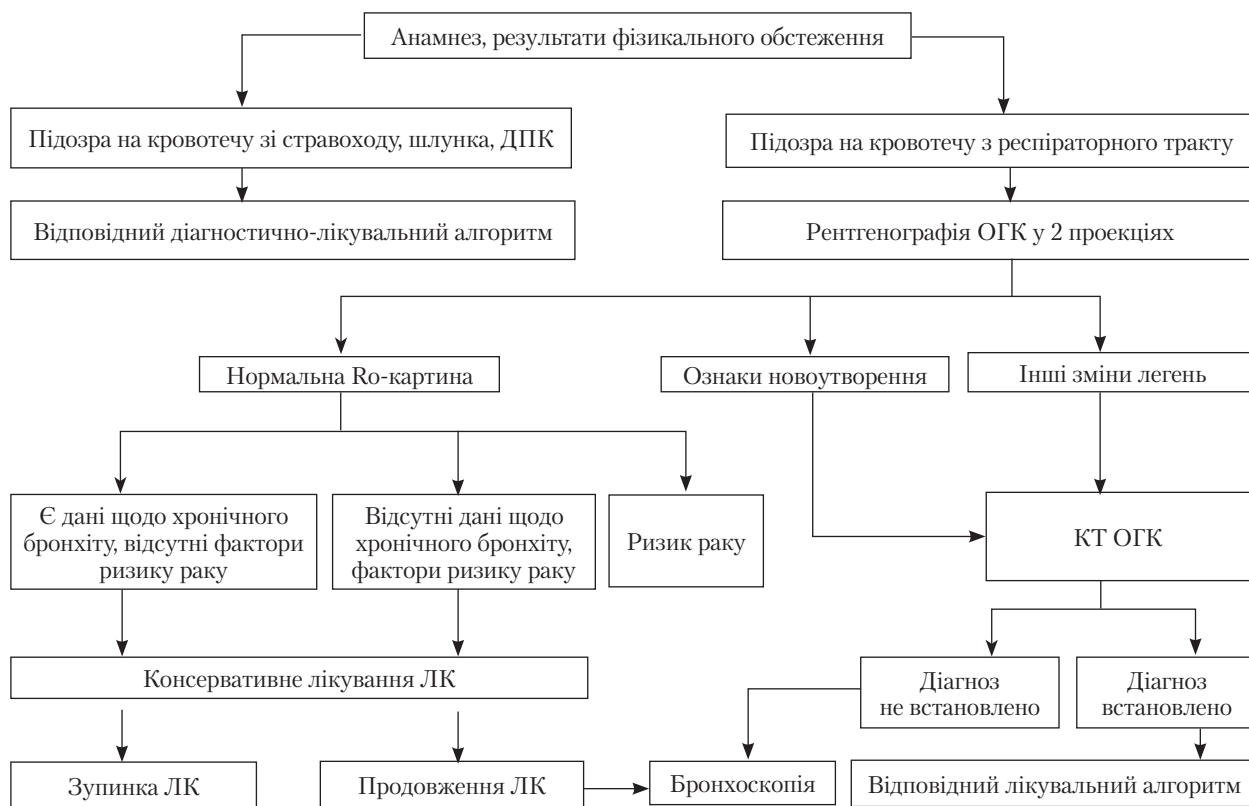 Анамнез, результати фізикального обстеження
Підозра на кровотечу зі стравоходу, шлунка, ДПК
Підозра на кровотечу з респіраторного тракту
Відповідний діагностично-лікувальний алгоритм
Рентгенографія ОГК у 2 проекціях
Нормальна Ro-картина
Ознаки новоутворення
Інші зміни легень
Є дані щодо хронічного
бронхіту, відсутні фактори
ризику раку
Відсутні дані щодо
хронічного бронхіту,
фактори ризику раку
Ризик раку
КТ ОГК
Консервативне лікування ЛК
Діагноз
не встановлено
Діагноз
встановлено
Зупинка ЛК
Продовження ЛК
Бронхоскопія
Відповідний лікувальний алгоритм